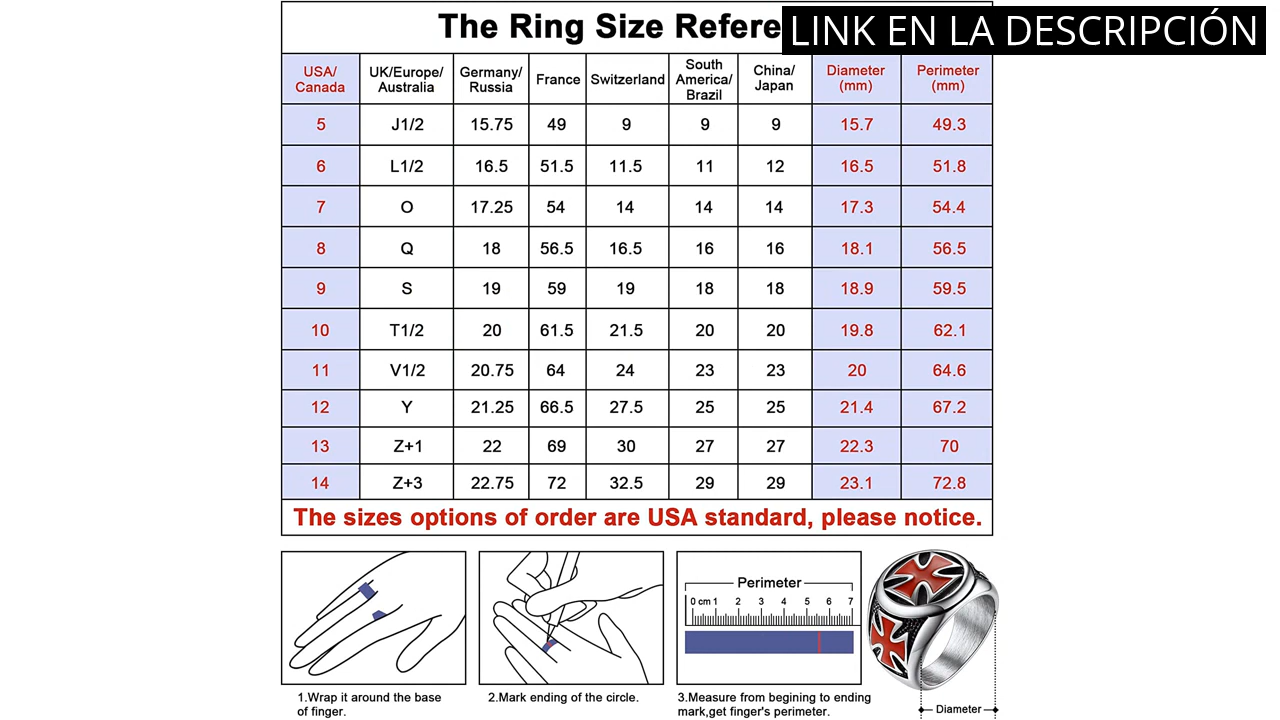 The Ring Size Refere
LINK EN LA DESCRIPCIÓN
USA/ Canada UK/Europe/ Australia Germany/ Russia France Switzerland South America/ Brazil China/ Japan Diameter (mm) Perimeter (mm)
5 J1/2 15.75 49 9 9 9 15.7 49.3
6 L1/2 16.5 51.5 11.5 11 12 16.5 51.8
7 O 17.25 54 14 14 14 17.3 54.4
8 Q 18 56.5 16.5 16 16 18.1 56.5
9 S 19 59 19 18 18 18.9 59.5
10 T1/2 20 61.5 21.5 20 20 19.8 62.1
11 V1/2 20.75 64 24 23 23 20 64.6
12 Y 21.25 66.5 27.5 25 25 21.4 67.2
13 Z+1 22 69 30 27 27 22.3 70
14 Z+3 22.75 72 32.5 29 29 23.1 72.8
The sizes options of order are USA standard, please notice.
Perimeter
0 cm 1 2 3 4 5 6 7
1.Wrap it around the base
of finger.
2.Mark ending of the circle.
3.Measure from begining to ending
mark,get finger's perimeter.
Diameter